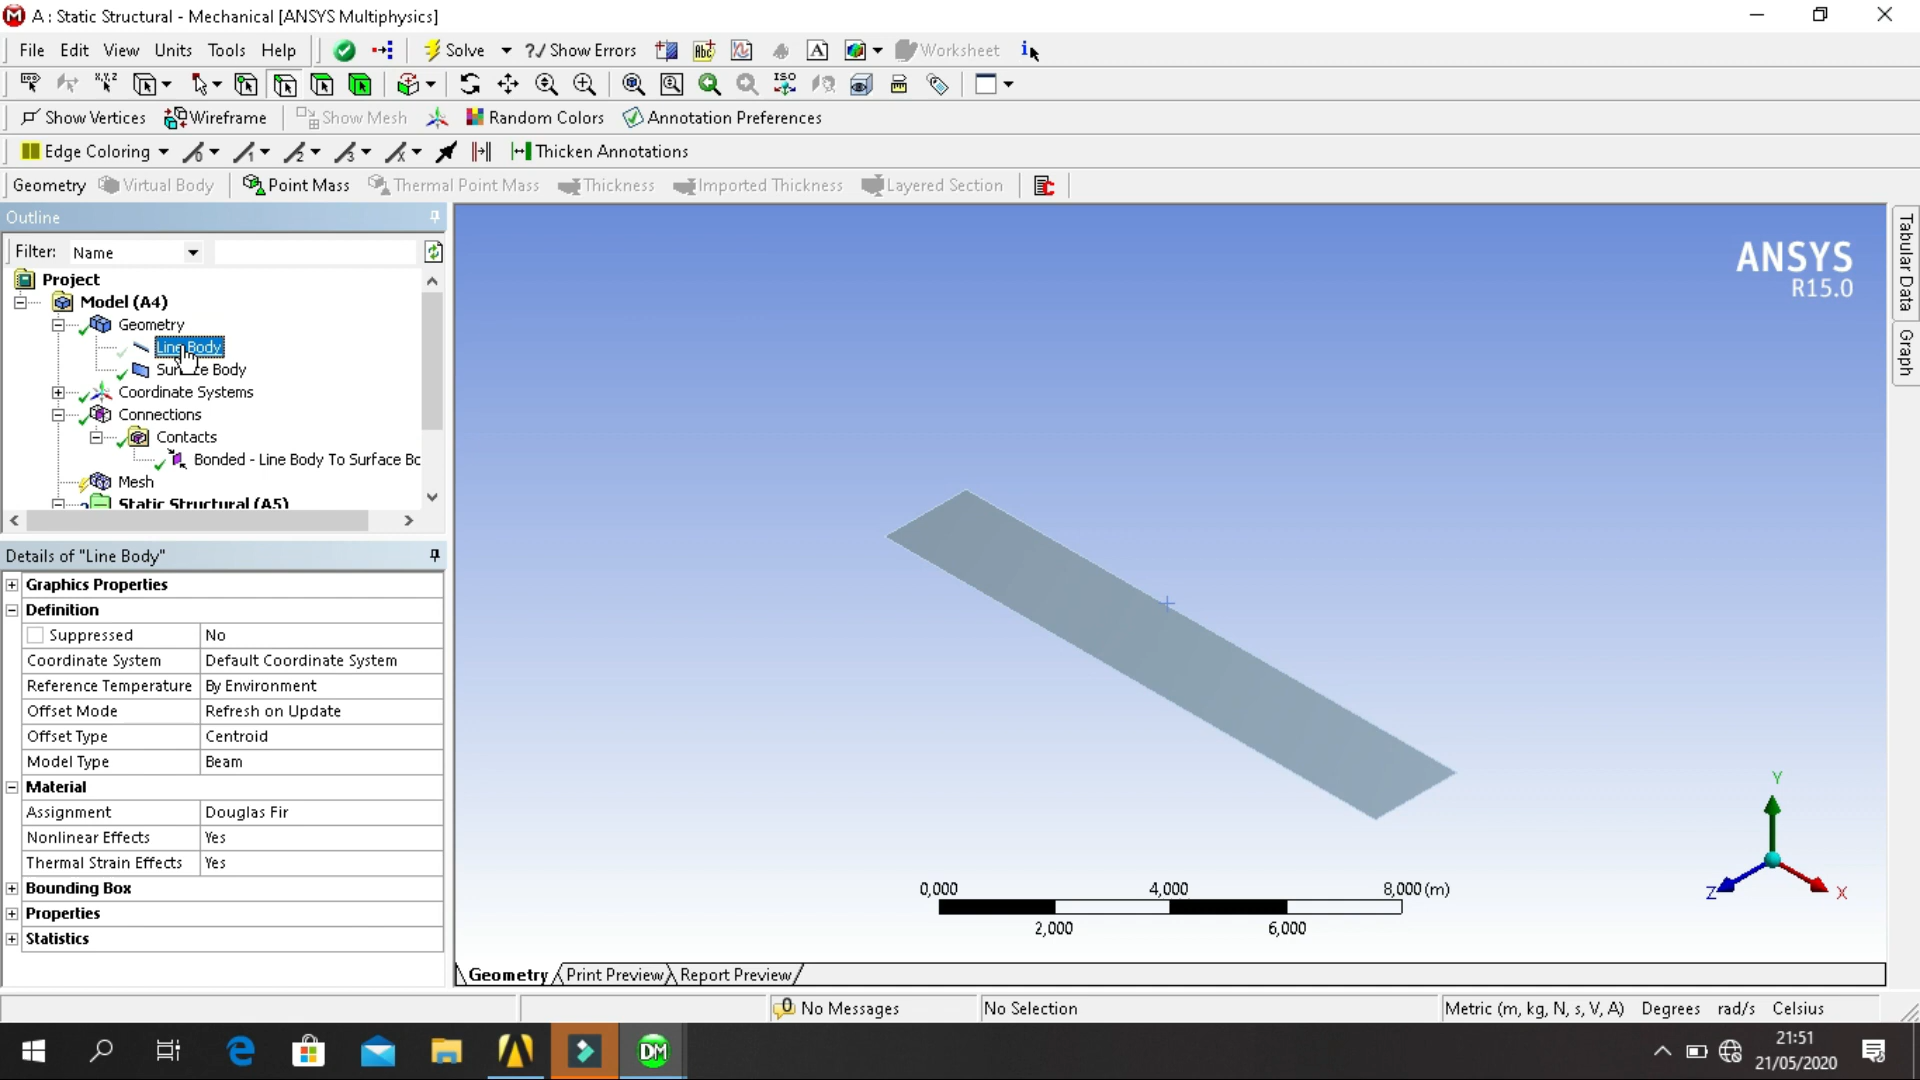 A : Static Structural - Mechanical [ANSYS Multiphysics]
File Edit View Units Tools Help Solve ?/ Show Errors Worksheet
Show Vertices Wireframe Show Mesh Random Colors Annotation Preferences
Edge Coloring Thicken Annotations
Geometry Virtual Body Point Mass Thermal Point Mass Thickness Imported Thickness Layered Section
Outline
Filter: Name
Project
Model (A4)
Geometry
Line Body
Body
Coordinate Systems
Connections
Contacts
Bonded - Line Body To Surface Bc
Mesh
Static Structural (A5)
Details of "Line Body"
Graphics Properties
Definition
Suppressed No
Coordinate System Default Coordinate System
Reference Temperature By Environment
Offset Mode Refresh on Update
Offset Type Centroid
Model Type Beam
Material
Assignment Douglas Fir
Nonlinear Effects Yes
Thermal Strain Effects Yes
Bounding Box
Properties
Statistics
ANSYS
R15.0
Tabular Data
Graph
Y
Z
X
0,000 4,000 8,000 (m)
2,000 6,000
Geometry Print Preview Report Preview
No Messages No Selection Metric (m, kg, N, s, V, A) Degrees rad/s Celsius
DM
21:51
21/05/2020